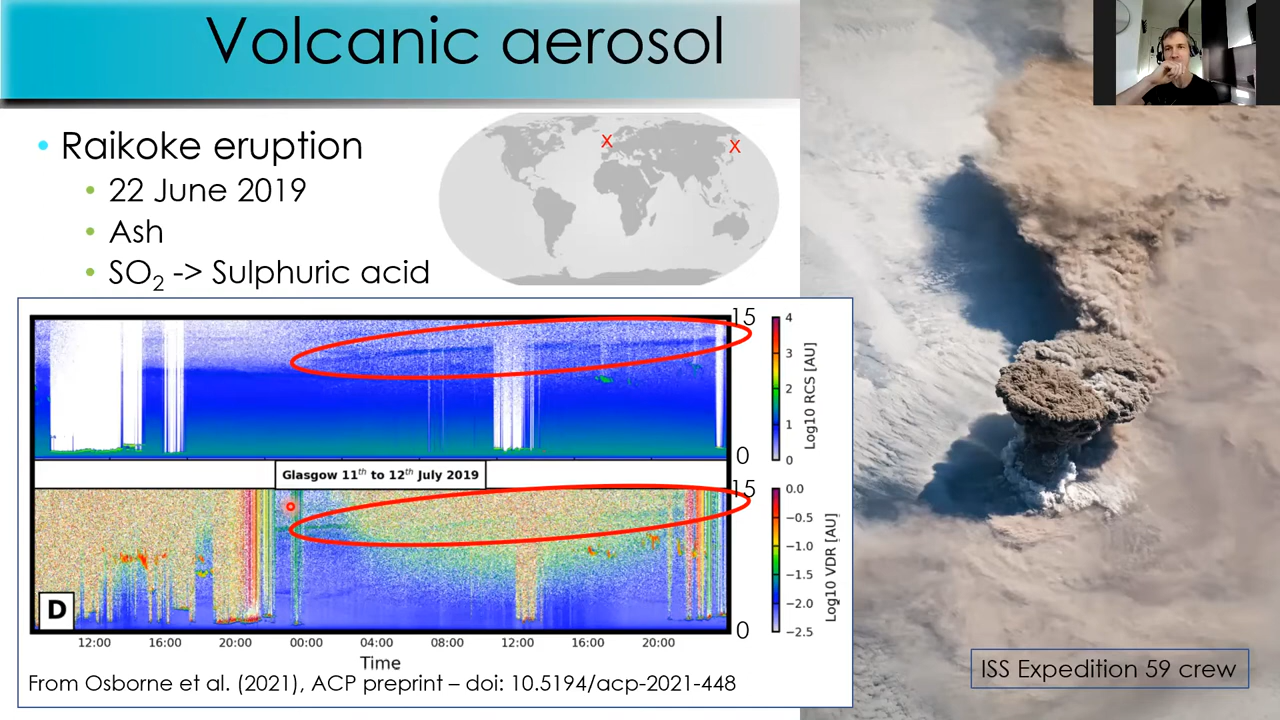 Volcanic aerosol
• Raikoke eruption
• 22 June 2019
• Ash
• SO₂ -> Sulphuric acid
X
X
15
0
4
3
2
1
0
Log10 RCS [AU]
Glasgow 11th to 12th July 2019
15
0
0.0
−0.5
−1.0
−1.5
−2.0
−2.5
Log10 VDR [AU]
D
12:00 16:00 20:00 00:00 04:00 08:00 12:00 16:00 20:00
Time
From Osborne et al. (2021), ACP preprint – doi: 10.5194/acp-2021-448
ISS Expedition 59 crew